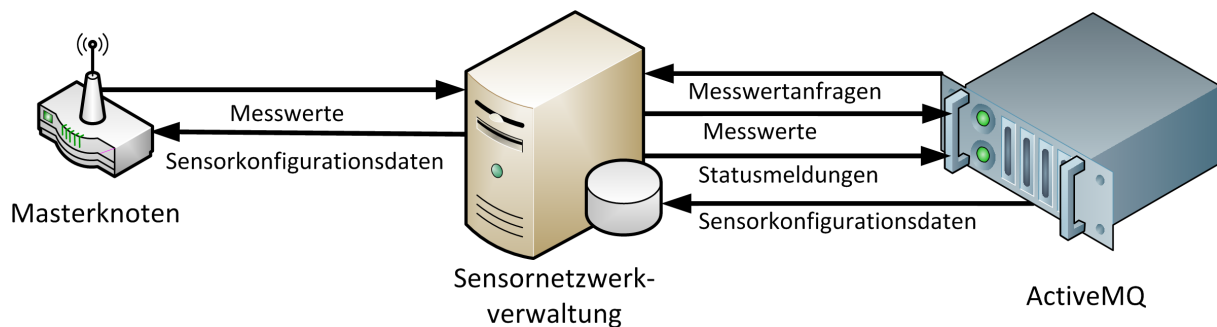 Messwerte
Sensorkonfigurationsdaten
Masterknoten
Messwertanfragen
Messwerte
Statusmeldungen
Sensorkonfigurationsdaten
Sensornetzwerk-
verwaltung
ActiveMQ